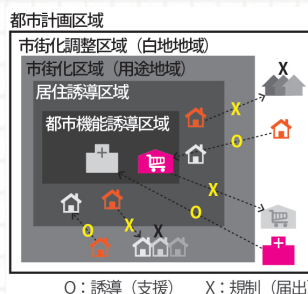 都市計画区域
市街化調整区域（白地地域）
市街化区域（用途地域）
居住誘導区域
都市機能誘導区域
X
X
O
X
O
O
X
X
O：誘導（支援） X：規制（届出